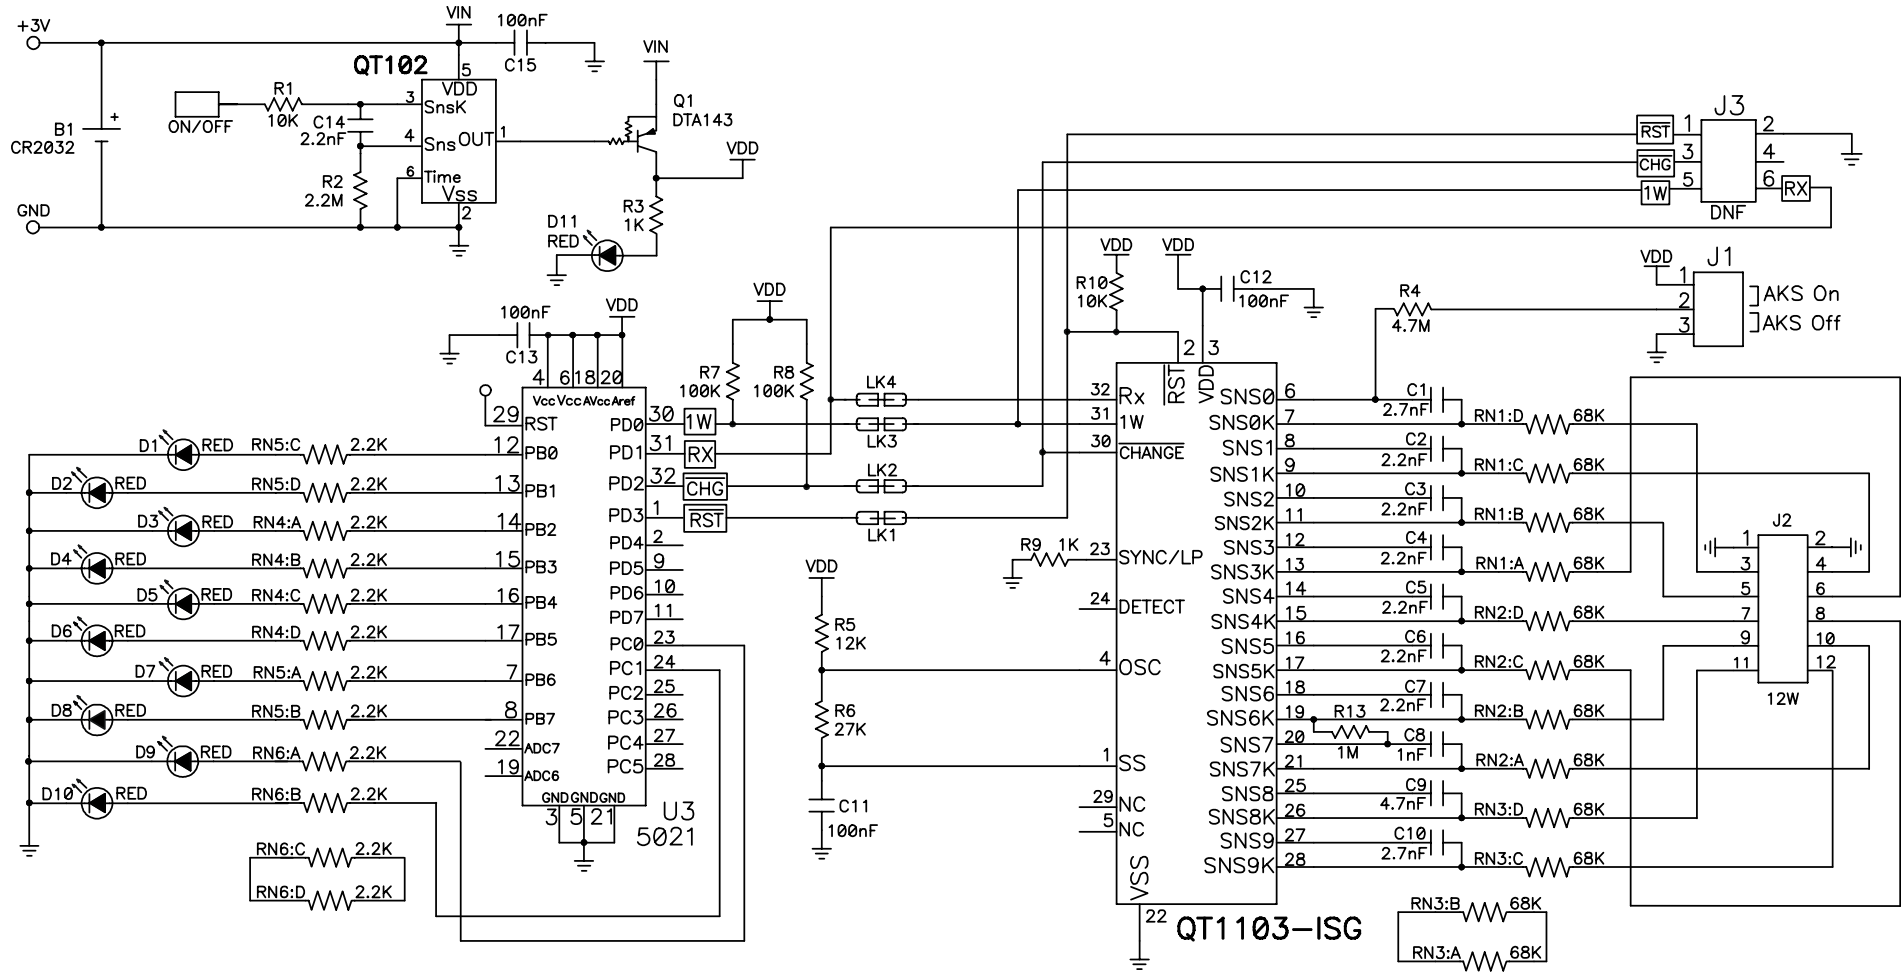 +3V
VIN
100nF
C15
QT102
5
VDD
3
SnsK
4
Sns
OUT
1
6
Time
VSS
2
R1
10K
ON/OFF
C14
2.2nF
R2
2.2M
B1
+
CR2032
GND
VIN
Q1
DTA143
VDD
R3
1K
D11
RED
J3
RST 1 2
CHG 3 4
1W 5 6 RX
DNF
J1
VDD
1
2
3
AKS On
AKS Off
R4
4.7M
VDD
R10
10K
VDD
C12
100nF
VDD
R7
100K
R8
100K
LK4
LK3
LK2
LK1
100nF
C13
VDD
4 6 18 20
Vcc Vcc AVcc Aref
29 RST
12 PB0
13 PB1
14 PB2
15 PB3
16 PB4
17 PB5
7 PB6
8 PB7
22 ADC7
19 ADC6
PD0 30 1W
PD1 31 RX
PD2 32 CHG
PD3 1 RST
PD4 2
PD5 9
PD6 10
PD7 11
PC0 23
PC1 24
PC2 25
PC3 26
PC4 27
PC5 28
GND GND GND
3 5 21
U3
5021
D1 RED RN5:C 2.2K
D2 RED RN5:D 2.2K
D3 RED RN4:A 2.2K
D4 RED RN4:B 2.2K
D5 RED RN4:C 2.2K
D6 RED RN4:D 2.2K
D7 RED RN5:A 2.2K
D8 RED RN5:B 2.2K
D9 RED RN6:A 2.2K
D10 RED RN6:B 2.2K
RN6:C 2.2K
RN6:D 2.2K
VDD
R5
12K
R6
27K
C11
100nF
R9 1K
2 3
RST
VDD
32 Rx
31 1W
30 CHANGE
23 SYNC/LP
24 DETECT
4 OSC
1 SS
29 NC
5 NC
VSS
22
QT1103-ISG
SNS0 6
SNS0K 7
SNS1 8
SNS1K 9
SNS2 10
SNS2K 11
SNS3 12
SNS3K 13
SNS4 14
SNS4K 15
SNS5 16
SNS5K 17
SNS6 18
SNS6K 19
SNS7 20
SNS7K 21
SNS8 25
SNS8K 26
SNS9 27
SNS9K 28
C1
2.7nF
RN1:D 68K
C2
2.2nF
RN1:C 68K
C3
2.2nF
RN1:B 68K
C4
2.2nF
RN1:A 68K
C5
2.2nF
RN2:D 68K
C6
2.2nF
RN2:C 68K
C7
2.2nF
RN2:B 68K
R13
1M
C8
1nF
RN2:A 68K
C9
4.7nF
RN3:D 68K
C10
2.7nF
RN3:C 68K
RN3:B 68K
RN3:A 68K
J2
1 2
3 4
5 6
7 8
9 10
11 12
12W